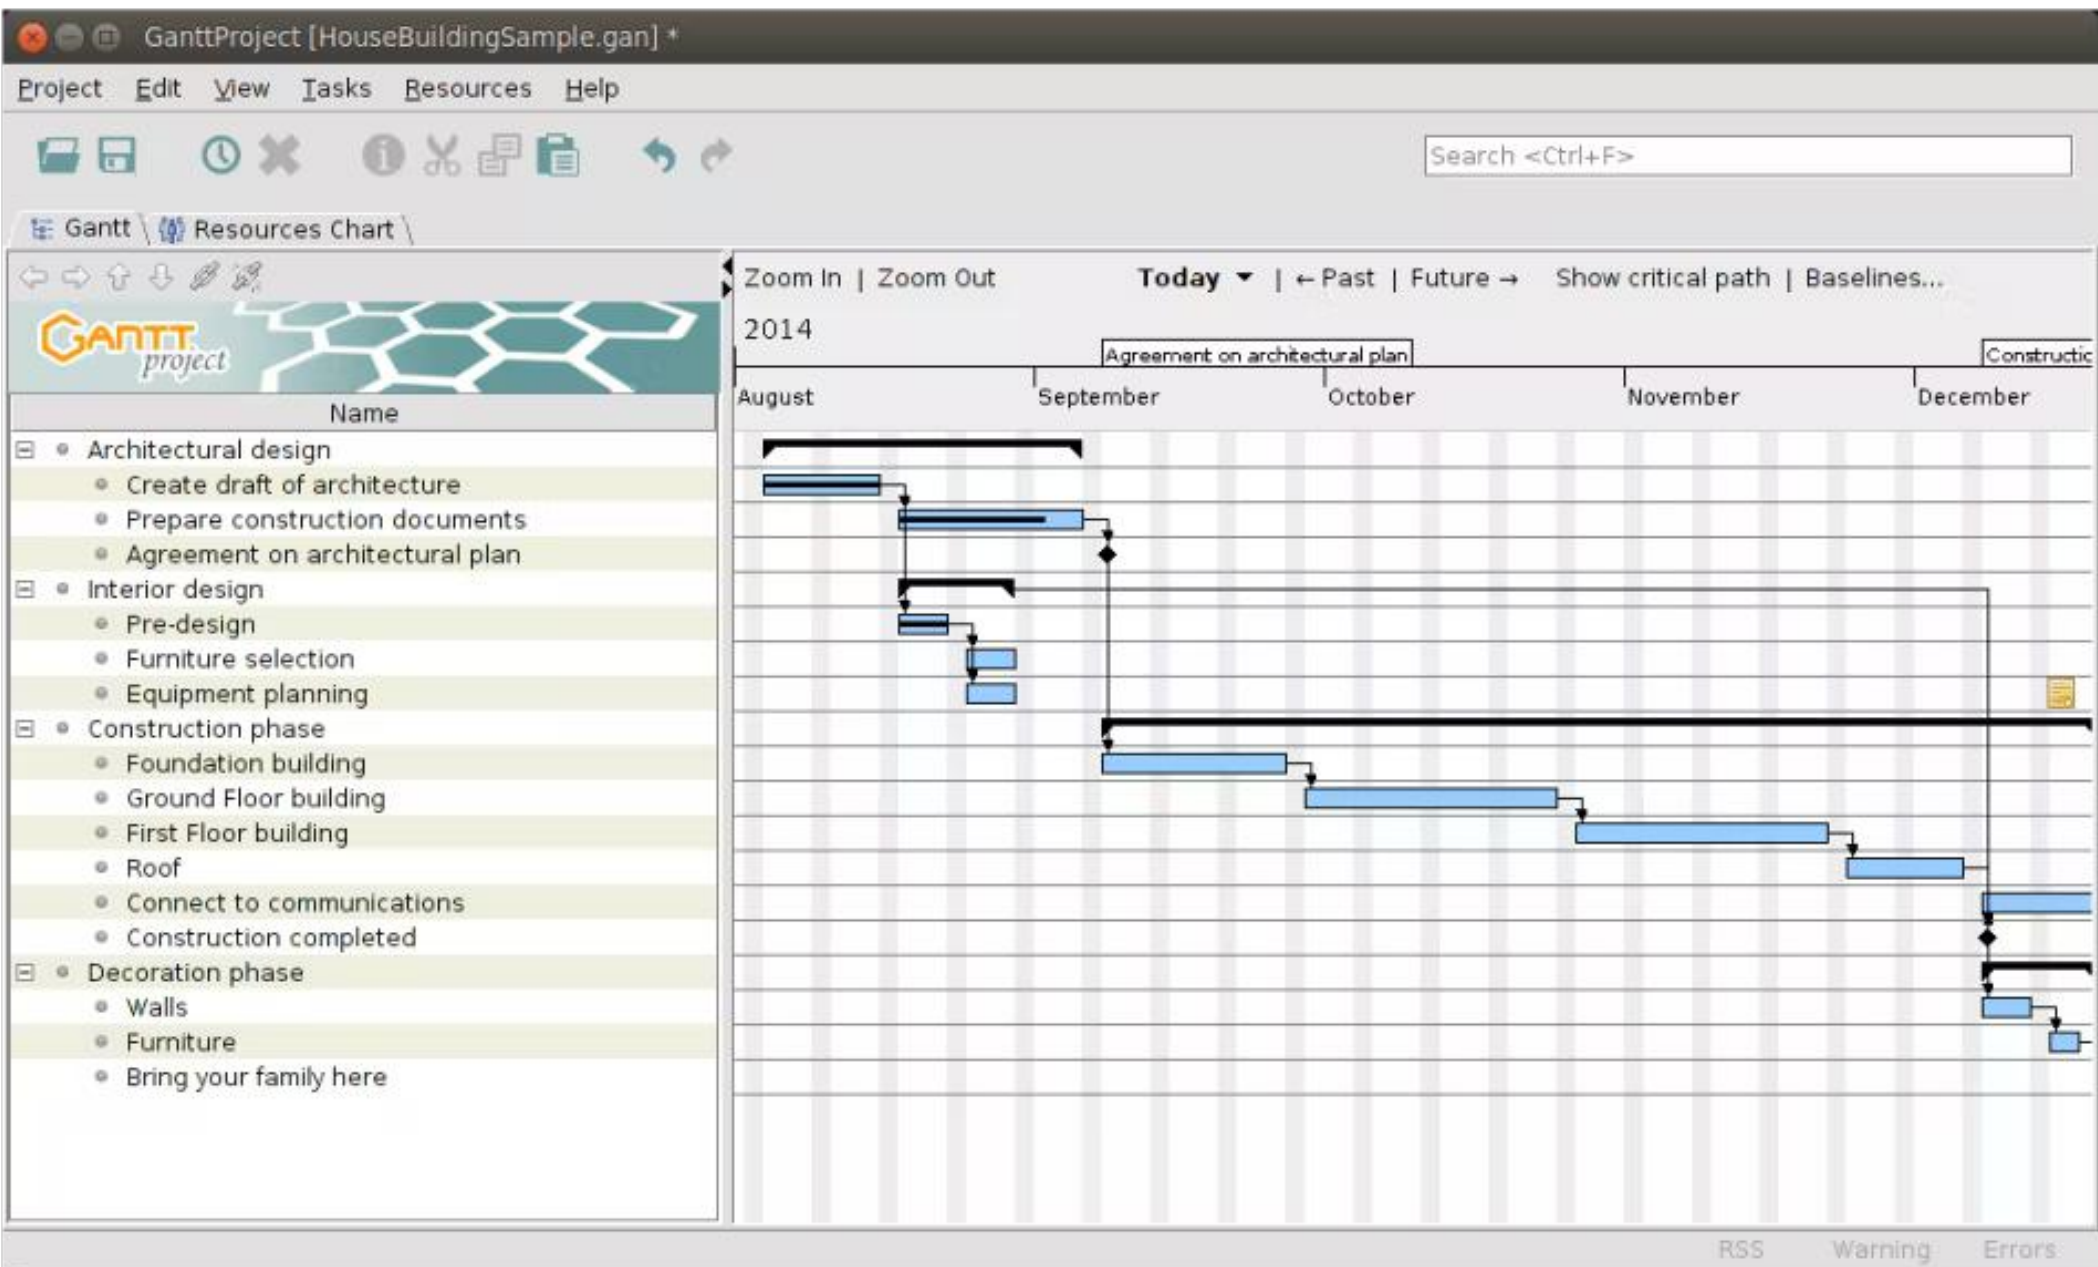 GanttProject [HouseBuildingSample.gan] *
Project Edit View Tasks Resources Help
Search <Ctrl+F>
Gantt Resources Chart
Zoom In | Zoom Out Today | ← Past | Future → Show critical path | Baselines...
GANTT project
2014
Agreement on architectural plan Constructic
August September October November December
Name
Architectural design
Create draft of architecture
Prepare construction documents
Agreement on architectural plan
Interior design
Pre-design
Furniture selection
Equipment planning
Construction phase
Foundation building
Ground Floor building
First Floor building
Roof
Connect to communications
Construction completed
Decoration phase
Walls
Furniture
Bring your family here
RSS Warning Errors